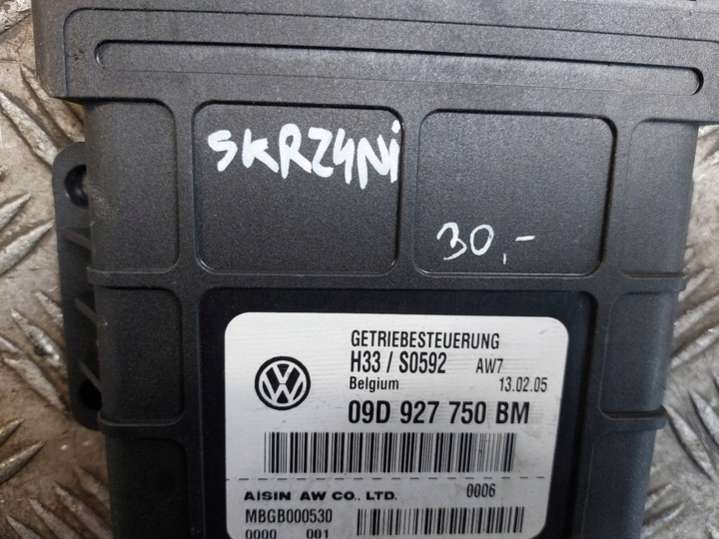 SKRZYNi
30,-
GETRIEBESTEUERUNG
H33 / S0592 AW7
Belgium 13.02.05
09D 927 750 BM
AISIN AW CO., LTD. 0006
MBGB000530
0000 001